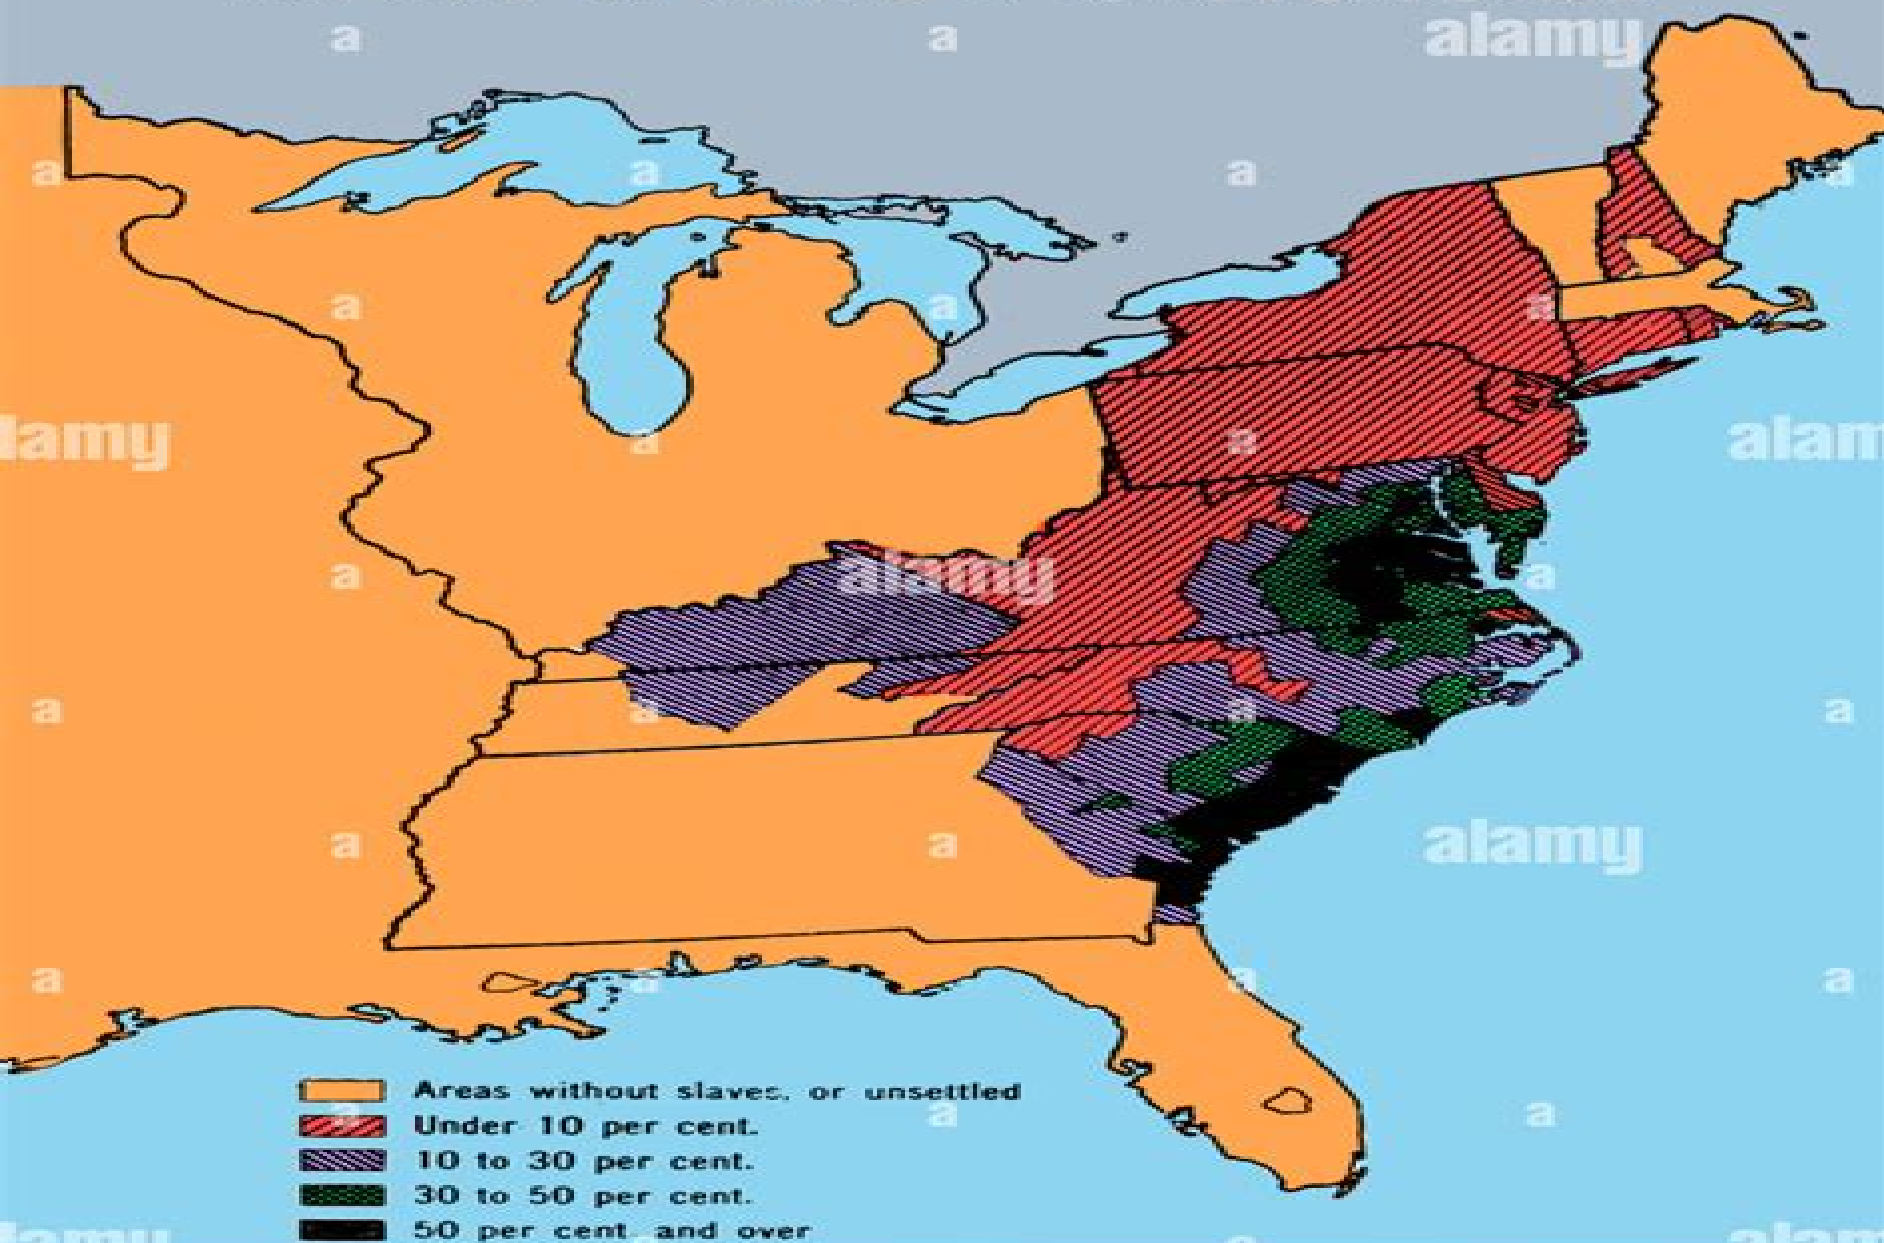 Areas without slaves, or unsettled
Under 10 per cent.
10 to 30 per cent.
30 to 50 per cent.
50 per cent. and over
alamy